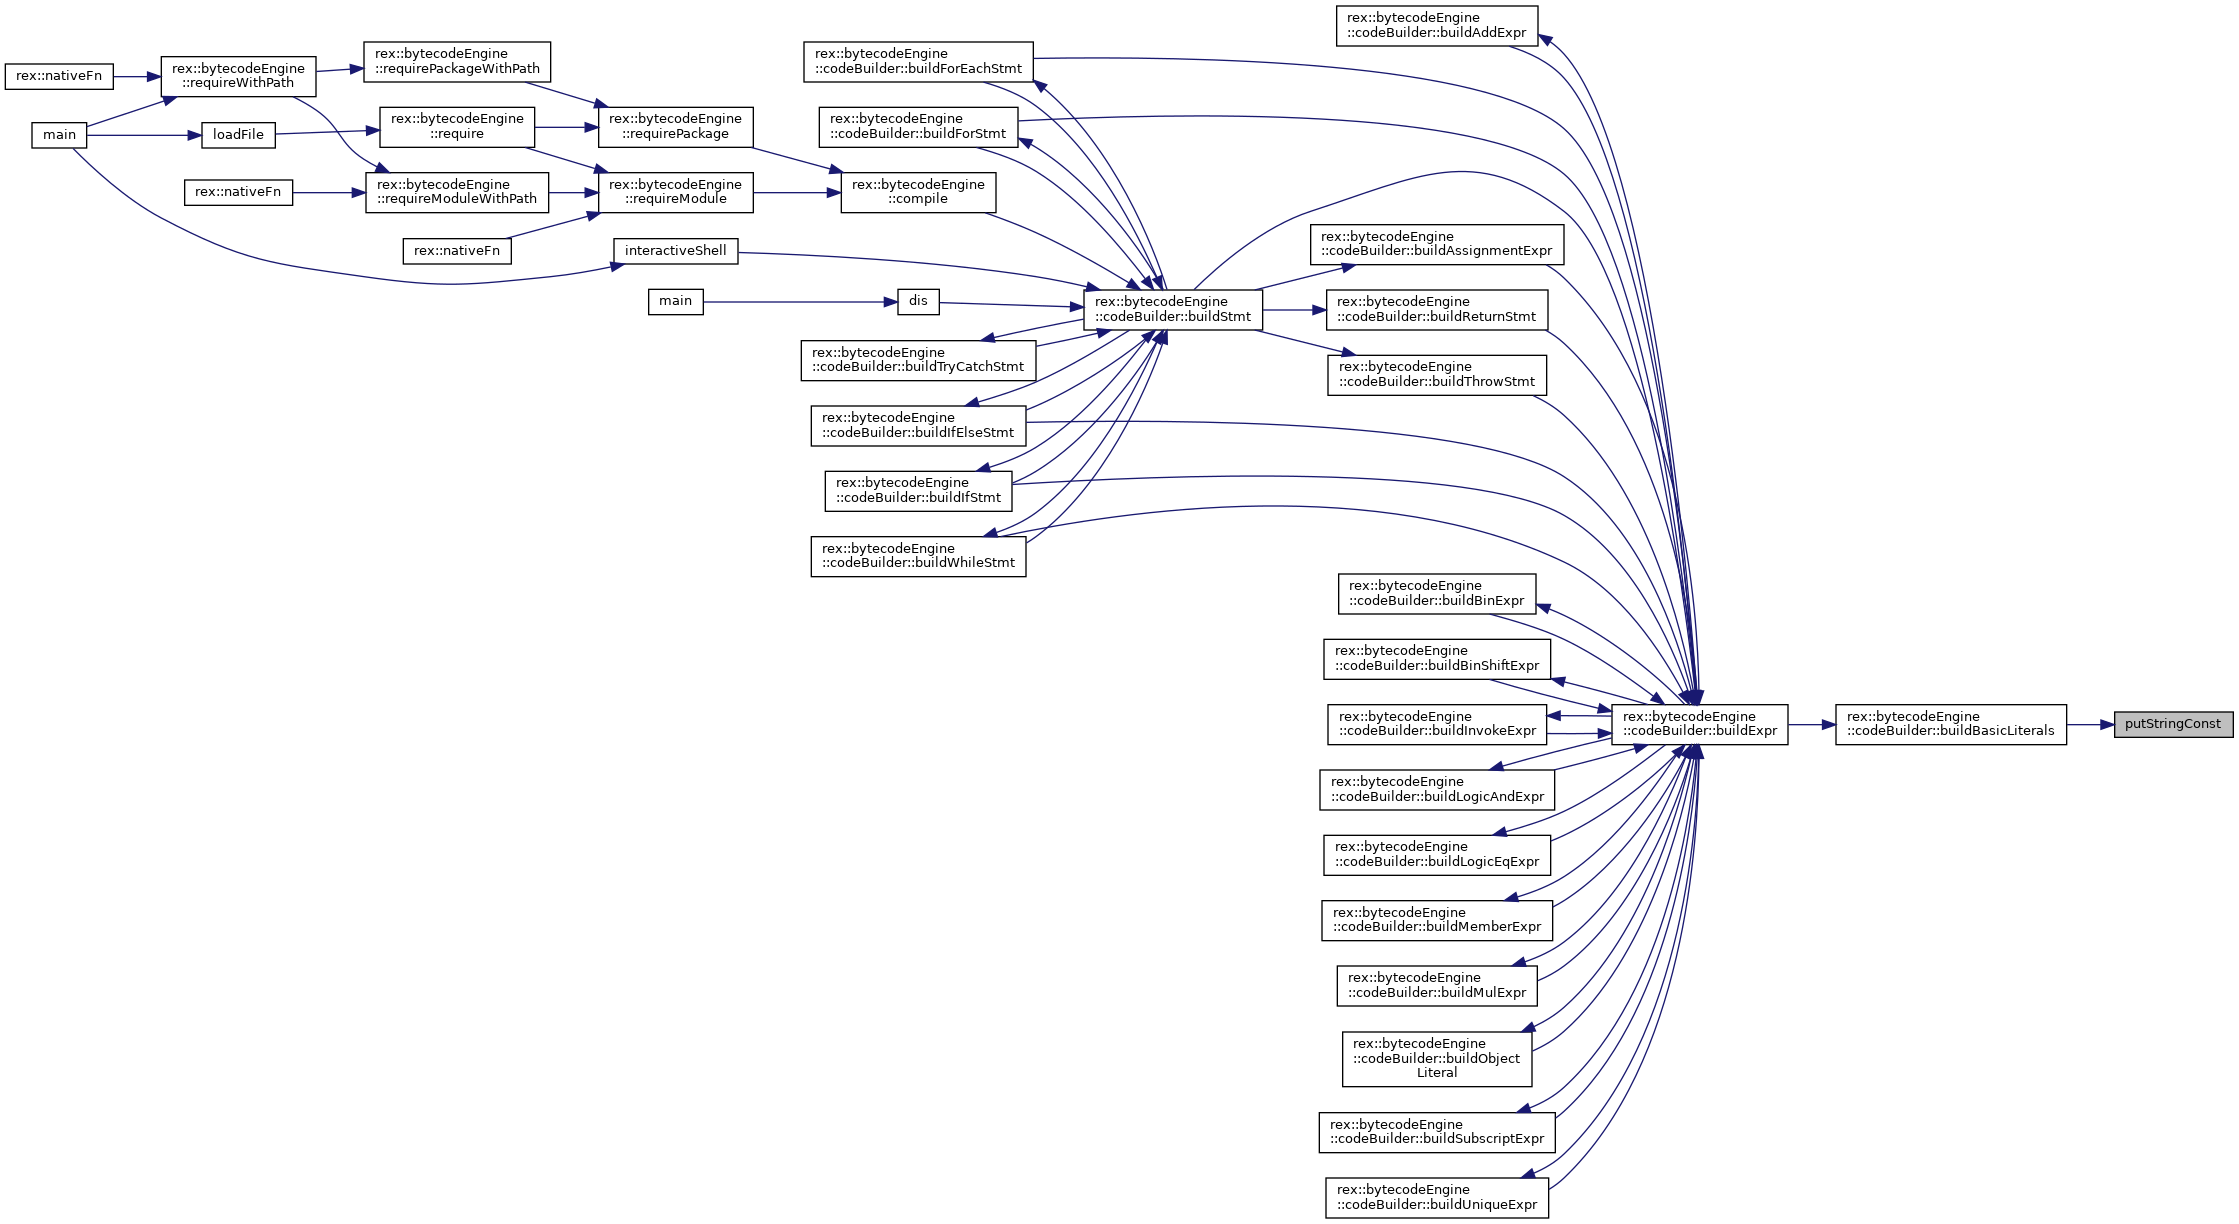 rex::nativeFn
main
rex::bytecodeEngine
::requireWithPath
loadFile
rex::nativeFn
rex::bytecodeEngine
::requirePackageWithPath
rex::bytecodeEngine
::require
rex::bytecodeEngine
::requireModuleWithPath
rex::nativeFn
rex::bytecodeEngine
::requirePackage
rex::bytecodeEngine
::requireModule
interactiveShell
main
rex::bytecodeEngine
::codeBuilder::buildForEachStmt
rex::bytecodeEngine
::codeBuilder::buildForStmt
rex::bytecodeEngine
::compile
dis
rex::bytecodeEngine
::codeBuilder::buildTryCatchStmt
rex::bytecodeEngine
::codeBuilder::buildIfElseStmt
rex::bytecodeEngine
::codeBuilder::buildIfStmt
rex::bytecodeEngine
::codeBuilder::buildWhileStmt
rex::bytecodeEngine
::codeBuilder::buildStmt
rex::bytecodeEngine
::codeBuilder::buildAddExpr
rex::bytecodeEngine
::codeBuilder::buildAssignmentExpr
rex::bytecodeEngine
::codeBuilder::buildReturnStmt
rex::bytecodeEngine
::codeBuilder::buildThrowStmt
rex::bytecodeEngine
::codeBuilder::buildBinExpr
rex::bytecodeEngine
::codeBuilder::buildBinShiftExpr
rex::bytecodeEngine
::codeBuilder::buildInvokeExpr
rex::bytecodeEngine
::codeBuilder::buildLogicAndExpr
rex::bytecodeEngine
::codeBuilder::buildLogicEqExpr
rex::bytecodeEngine
::codeBuilder::buildMemberExpr
rex::bytecodeEngine
::codeBuilder::buildMulExpr
rex::bytecodeEngine
::codeBuilder::buildObject
Literal
rex::bytecodeEngine
::codeBuilder::buildSubscriptExpr
rex::bytecodeEngine
::codeBuilder::buildUniqueExpr
rex::bytecodeEngine
::codeBuilder::buildExpr
rex::bytecodeEngine
::codeBuilder::buildBasicLiterals
putStringConst